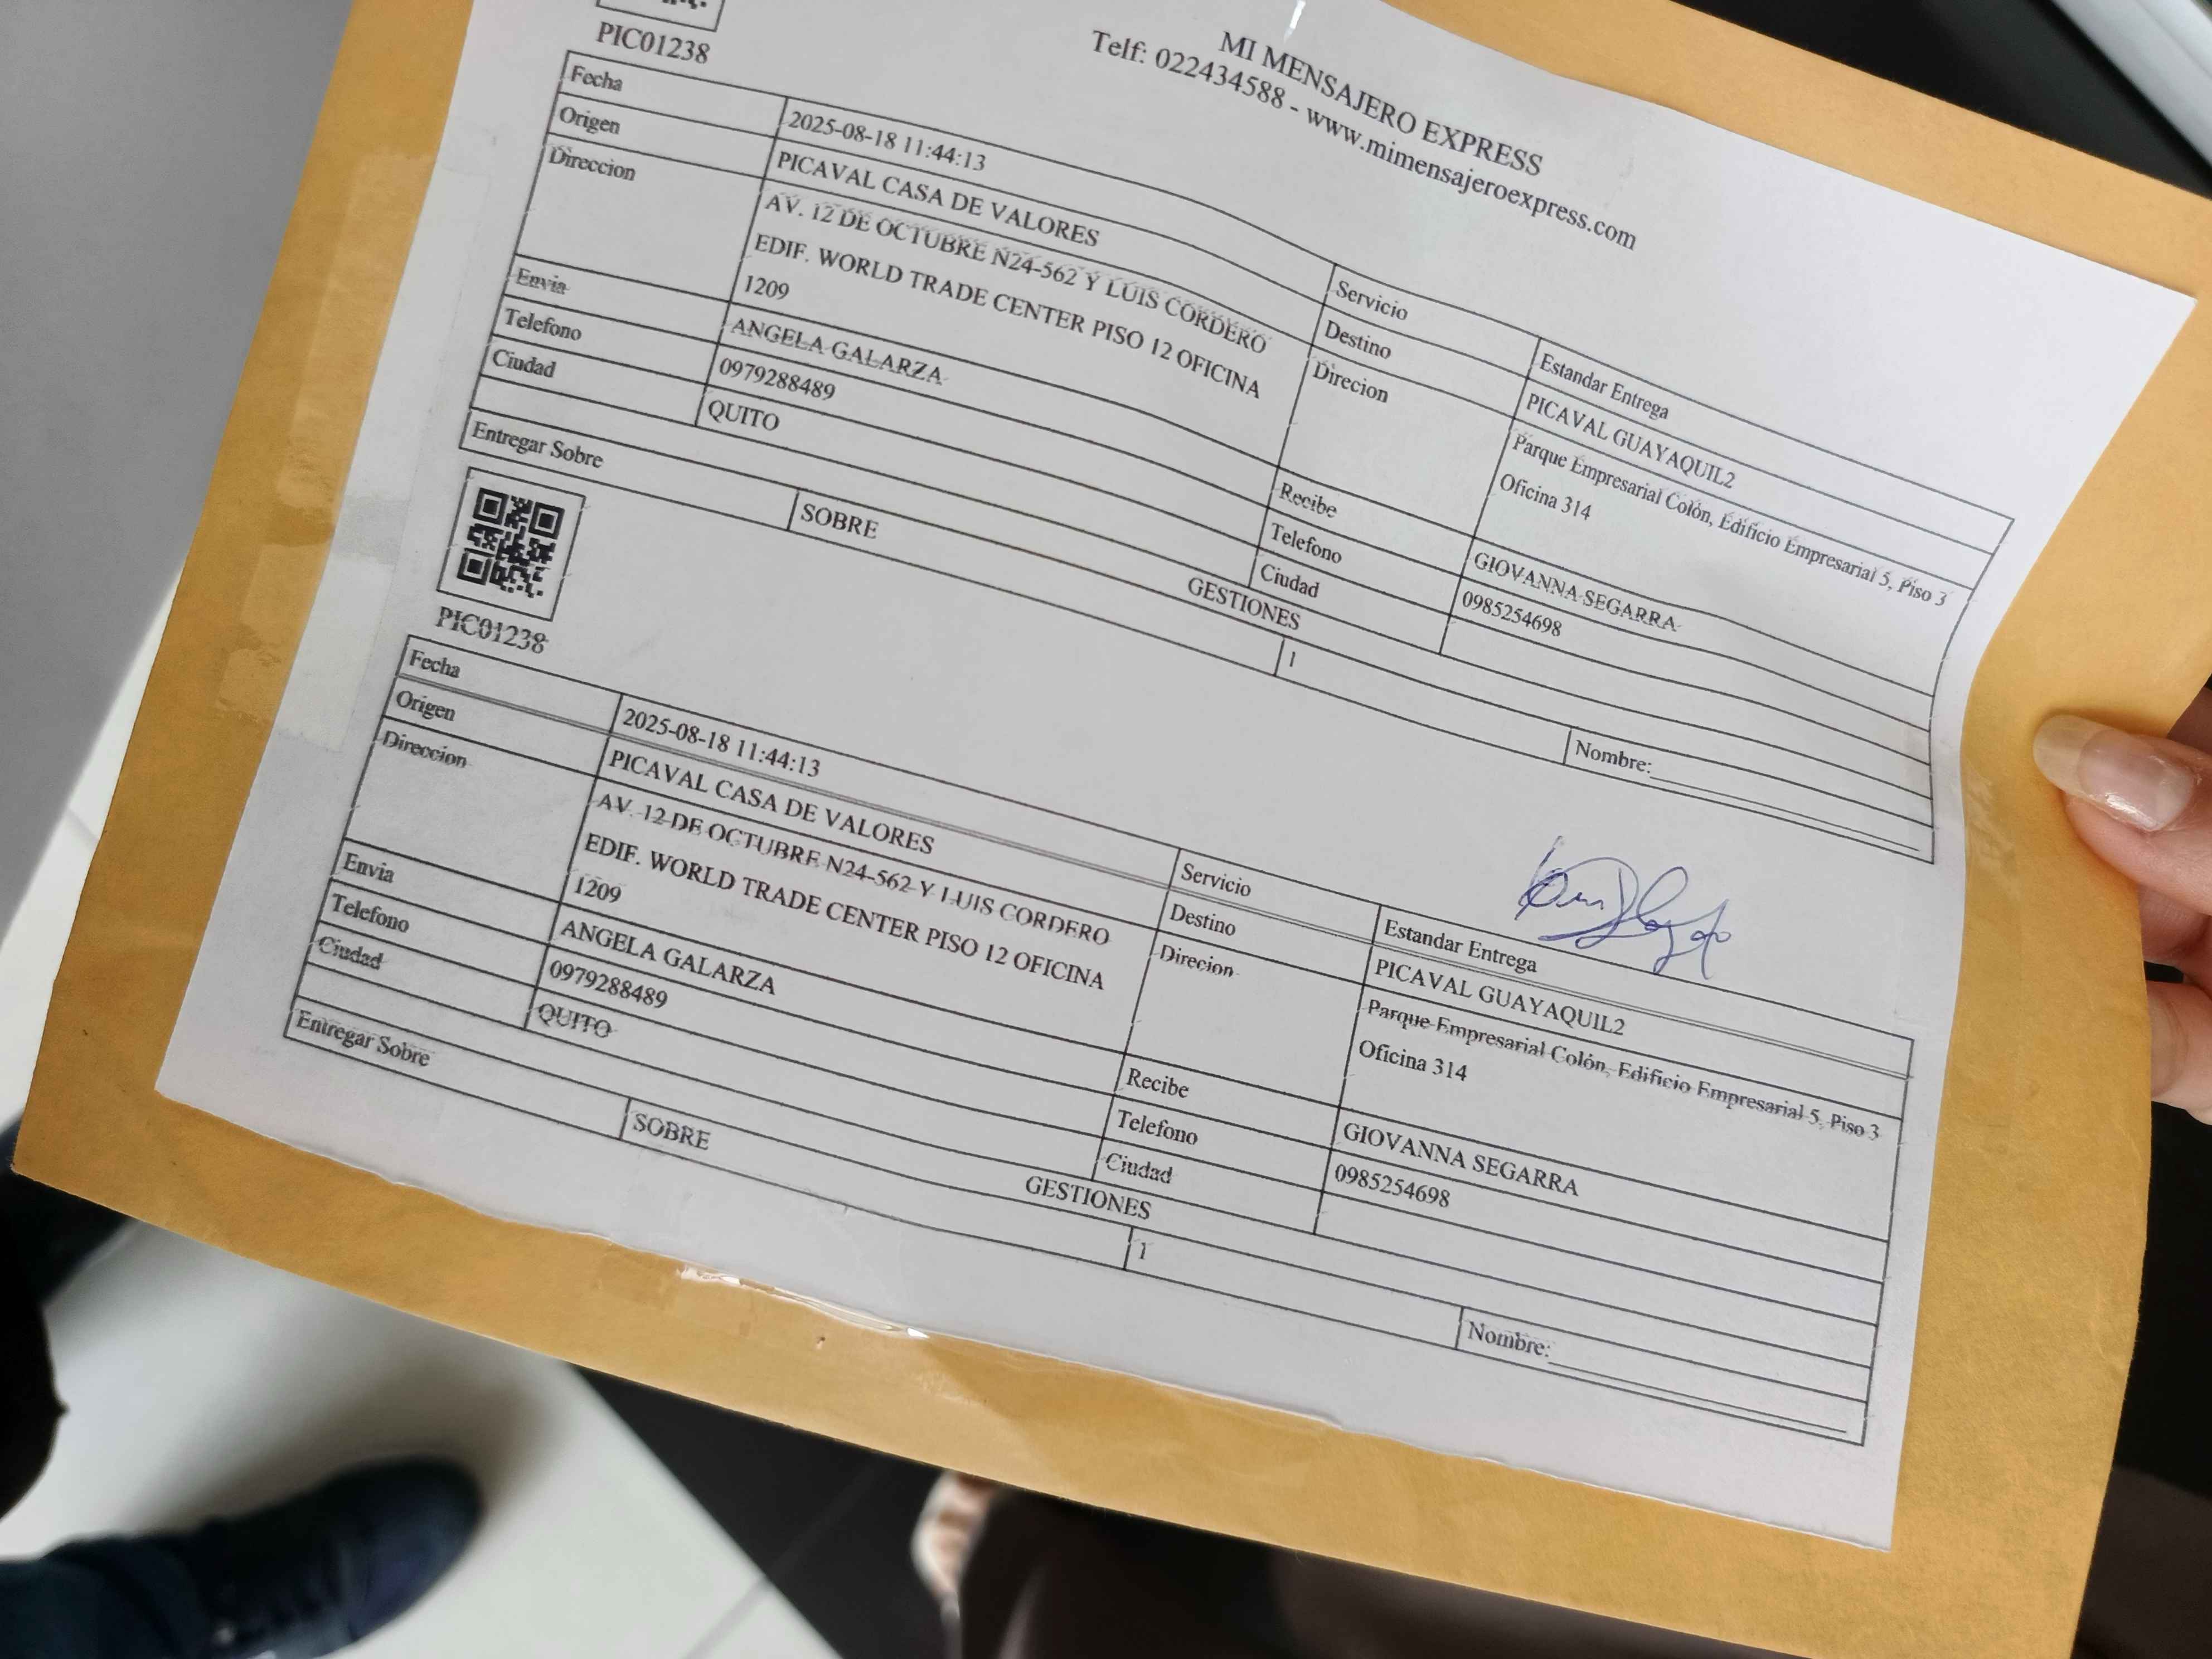 MI MENSAJERO EXPRESS
Telf: 022434588 - www.mimensajeroexpress.com
PIC01238
Fecha 2025-08-18 11:44:13 Servicio Estandar Entrega
Origen PICAVAL CASA DE VALORES Destino PICAVAL GUAYAQUIL2
Direccion AV. 12 DE OCTUBRE N24-562 Y LUIS CORDERO Direcion Parque Empresarial Colón, Edificio Empresarial 5, Piso 3
EDIF. WORLD TRADE CENTER PISO 12 OFICINA Oficina 314
1209
Envia ANGELA GALARZA Recibe GIOVANNA SEGARRA
Telefono 0979288489 Telefono 0985254698
Ciudad QUITO Ciudad
GESTIONES
Entregar Sobre SOBRE 1 Nombre:
PIC01238
Fecha 2025-08-18 11:44:13 Servicio Estandar Entrega
Origen PICAVAL CASA DE VALORES Destino PICAVAL GUAYAQUIL2
Direccion AV. 12 DE OCTUBRE N24-562 Y LUIS CORDERO Direcion Parque Empresarial Colón, Edificio Empresarial 5, Piso 3
EDIF. WORLD TRADE CENTER PISO 12 OFICINA Oficina 314
1209
Envia ANGELA GALARZA Recibe GIOVANNA SEGARRA
Telefono 0979288489 Telefono 0985254698
Ciudad QUITO Ciudad
GESTIONES
Entregar Sobre SOBRE 1 Nombre: